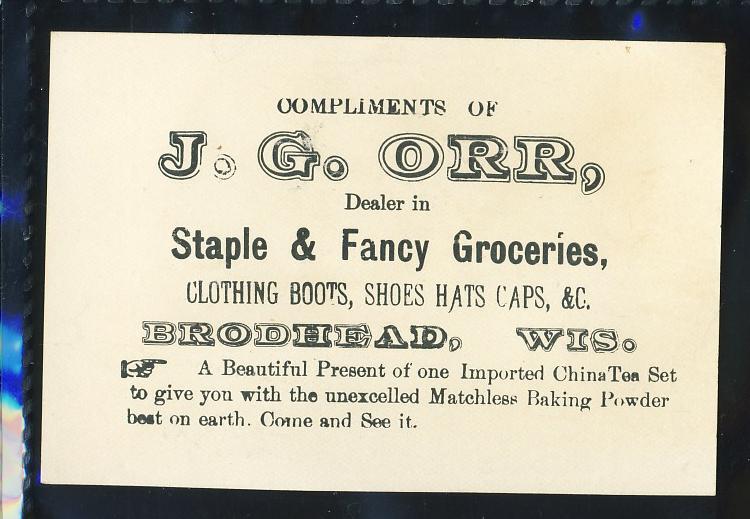 COMPLIMENTS OF
J. G. ORR,
Dealer in
Staple & Fancy Groceries,
CLOTHING BOOTS, SHOES HATS CAPS, &C.
BRODHEAD, WIS.
☞ A Beautiful Present of one Imported China Tea Set
to give you with the unexcelled Matchless Baking Powder
best on earth. Come and See it.